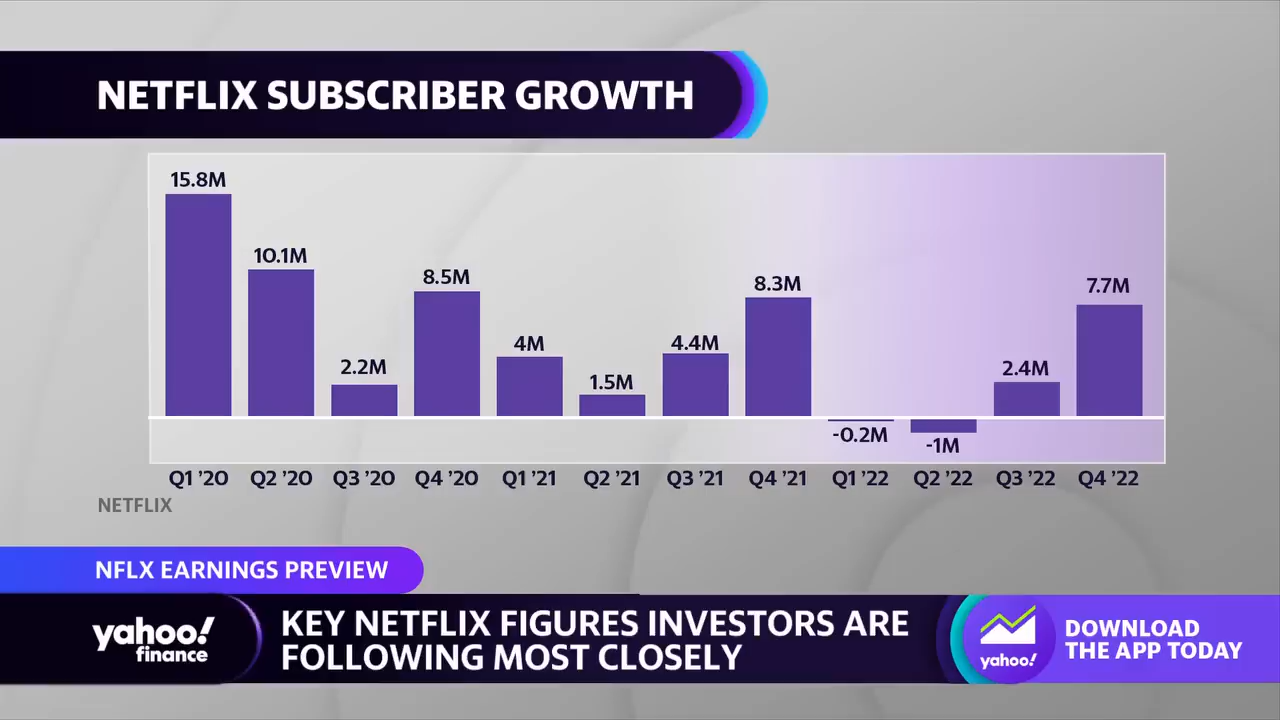 NETFLIX SUBSCRIBER GROWTH
15.8M
10.1M
2.2M
8.5M
4M
1.5M
4.4M
8.3M
-0.2M
-1M
2.4M
7.7M
Q1 ’20 Q2 ’20 Q3 ’20 Q4 ’20 Q1 ’21 Q2 ’21 Q3 ’21 Q4 ’21 Q1 ’22 Q2 ’22 Q3 ’22 Q4 ’22
NETFLIX
NFLX EARNINGS PREVIEW
yahoo!
finance
KEY NETFLIX FIGURES INVESTORS ARE
FOLLOWING MOST CLOSELY
yahoo!
DOWNLOAD
THE APP TODAY